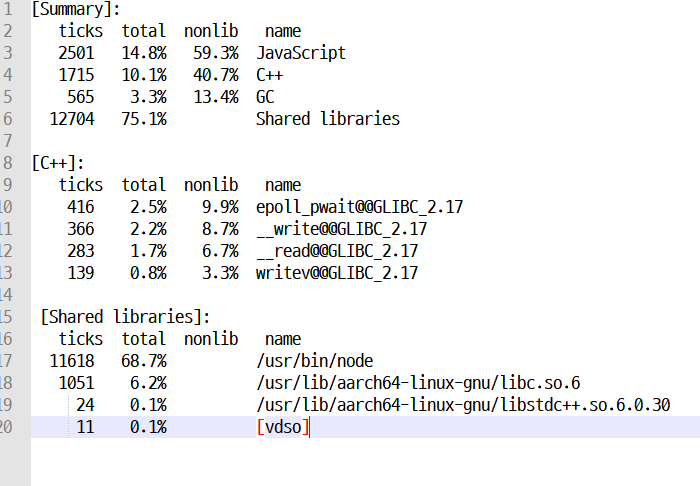 1 [Summary]:
2 ticks total nonlib name
3 2501 14.8% 59.3% JavaScript
4 1715 10.1% 40.7% C++
5 565 3.3% 13.4% GC
6 12704 75.1% Shared libraries
7
8 [C++]:
9 ticks total nonlib name
10 416 2.5% 9.9% epoll_pwait@@GLIBC_2.17
11 366 2.2% 8.7% __write@@GLIBC_2.17
12 283 1.7% 6.7% __read@@GLIBC_2.17
13 139 0.8% 3.3% writev@@GLIBC_2.17
14
15 [Shared libraries]:
16 ticks total nonlib name
17 11618 68.7% /usr/bin/node
18 1051 6.2% /usr/lib/aarch64-linux-gnu/libc.so.6
19 24 0.1% /usr/lib/aarch64-linux-gnu/libstdc++.so.6.0.30
20 11 0.1% [vdso]